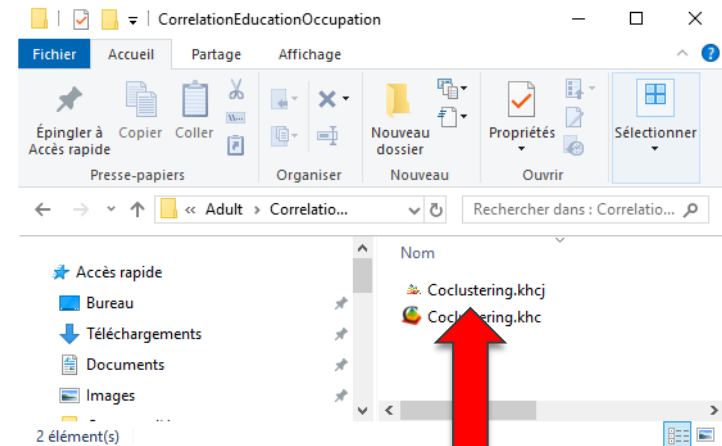 CorrelationEducationOccupation
Fichier Accueil Partage Affichage
Épingler à Accès rapide
Copier
Coller
Nouveau dossier
Propriétés
Sélectionner
Presse-papiers Organiser Nouveau Ouvrir
« Adult › Correlatio...
Rechercher dans : Correlatio...
Nom
Accès rapide
Bureau
Téléchargements
Documents
Images
Coclustering.khcj
Coclustering.khc
2 élément(s)